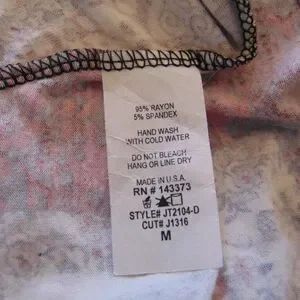 95% RAYON
5% SPANDEX
HAND WASH
WITH COLD WATER
DO NOT BLEACH
HANG OR LINE DRY
MADE IN U.S.A.
RN # 143373
STYLE# JT2104-D
CUT# J1316
M